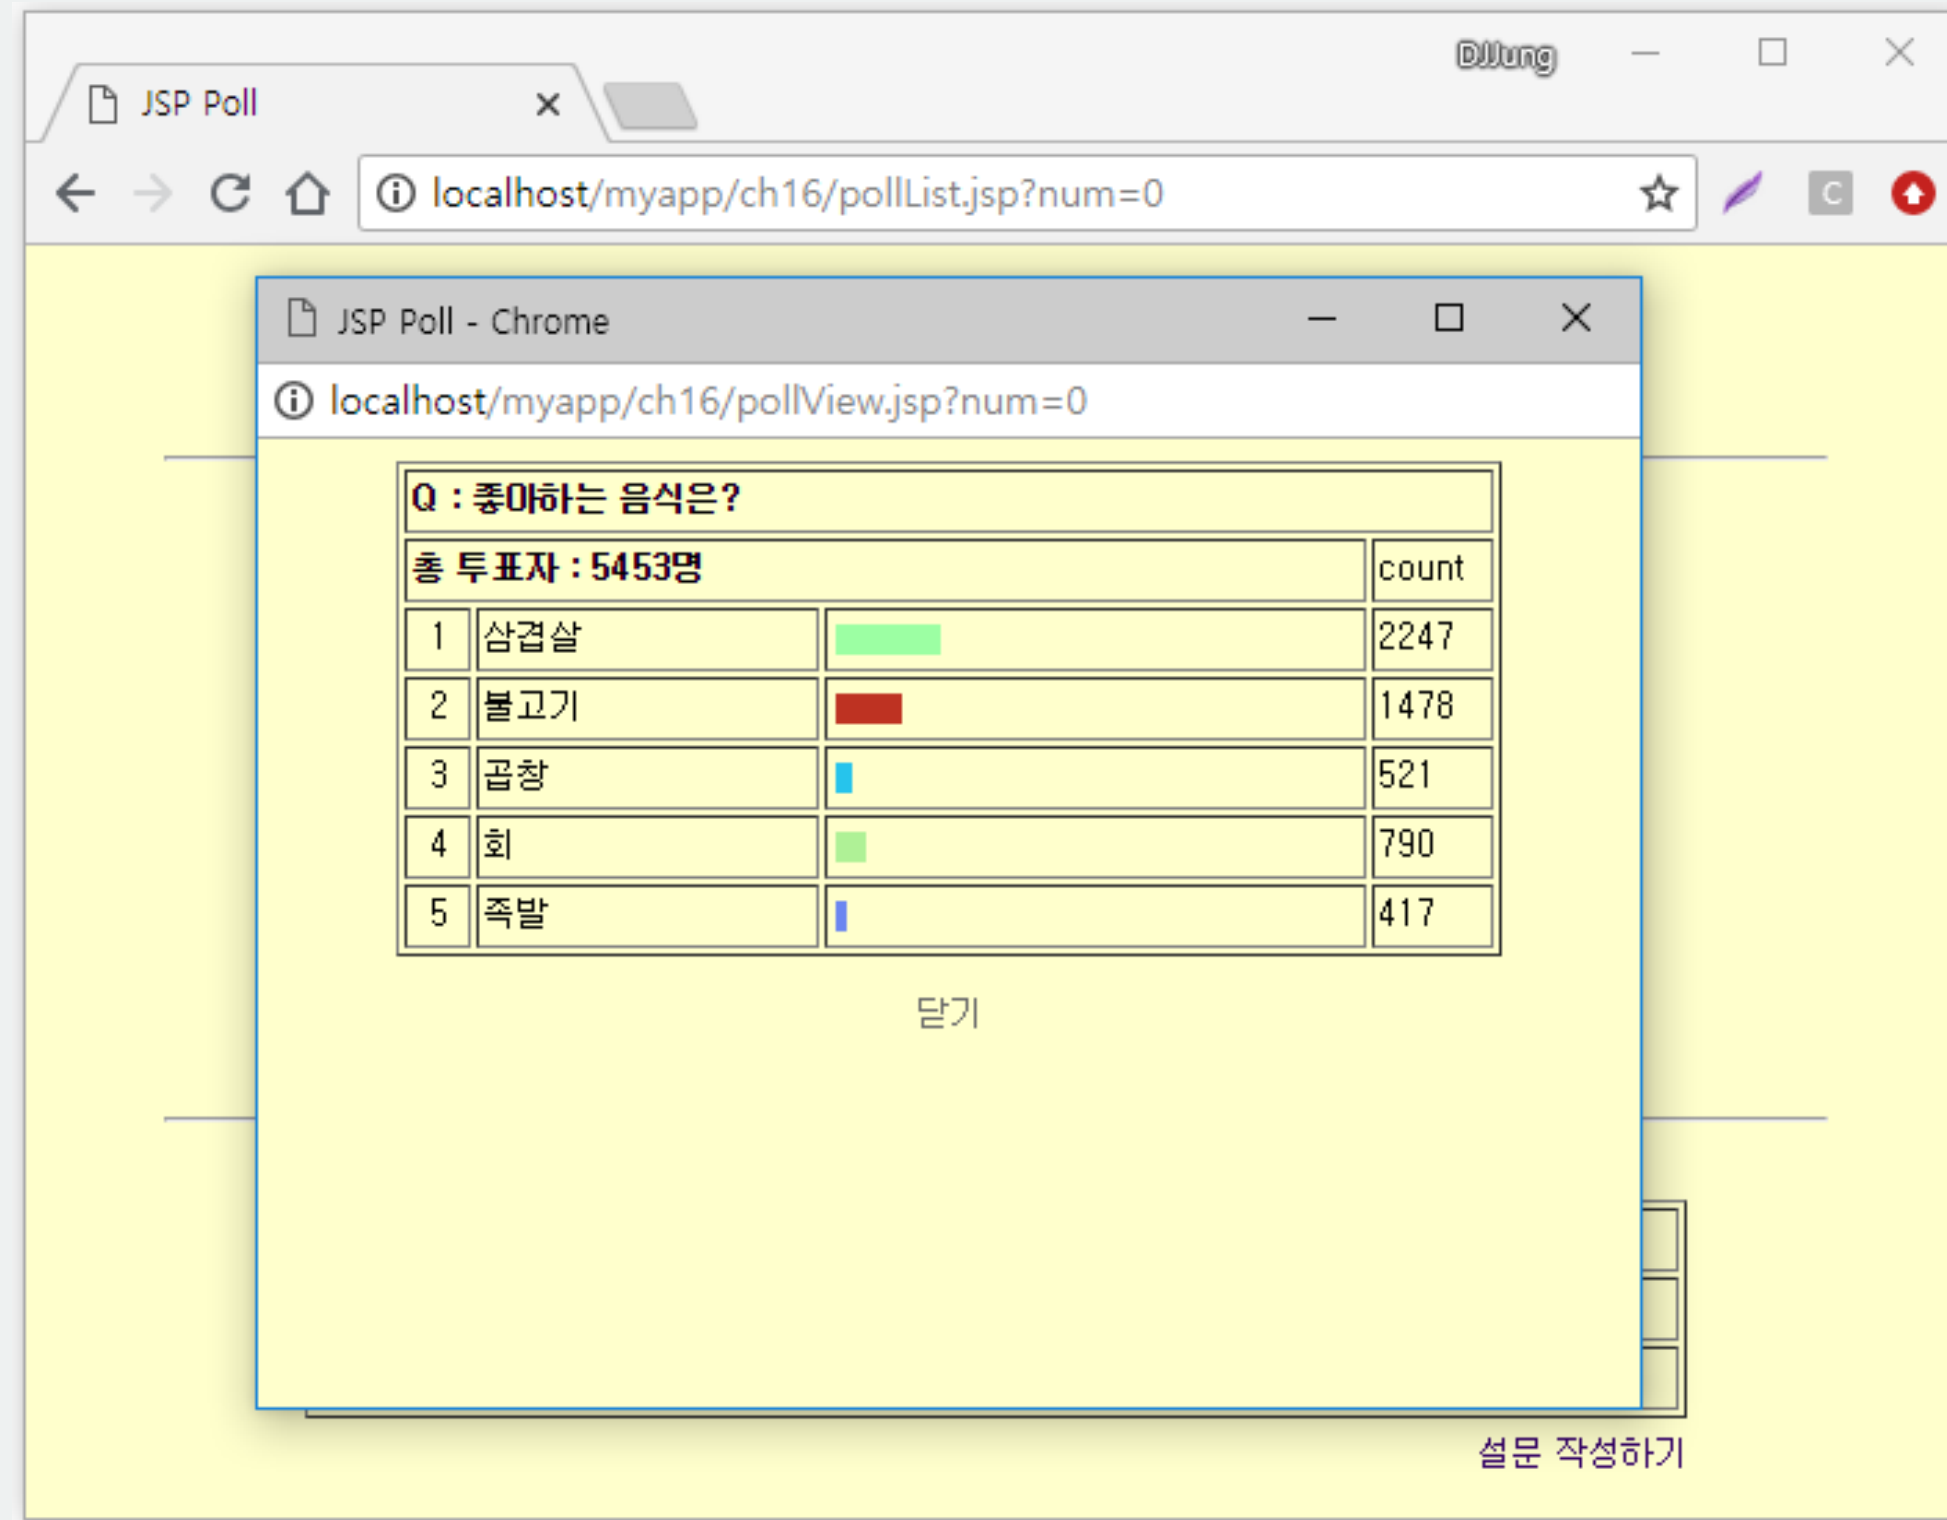 DJJung
JSP Poll
localhost/myapp/ch16/pollList.jsp?num=0
C
JSP Poll - Chrome
localhost/myapp/ch16/pollView.jsp?num=0
Q : 좋아하는 음식은?
총 투표자 : 5453명 count
1 삼겹살 2247
2 불고기 1478
3 곱창 521
4 회 790
5 족발 417
닫기
설문 작성하기